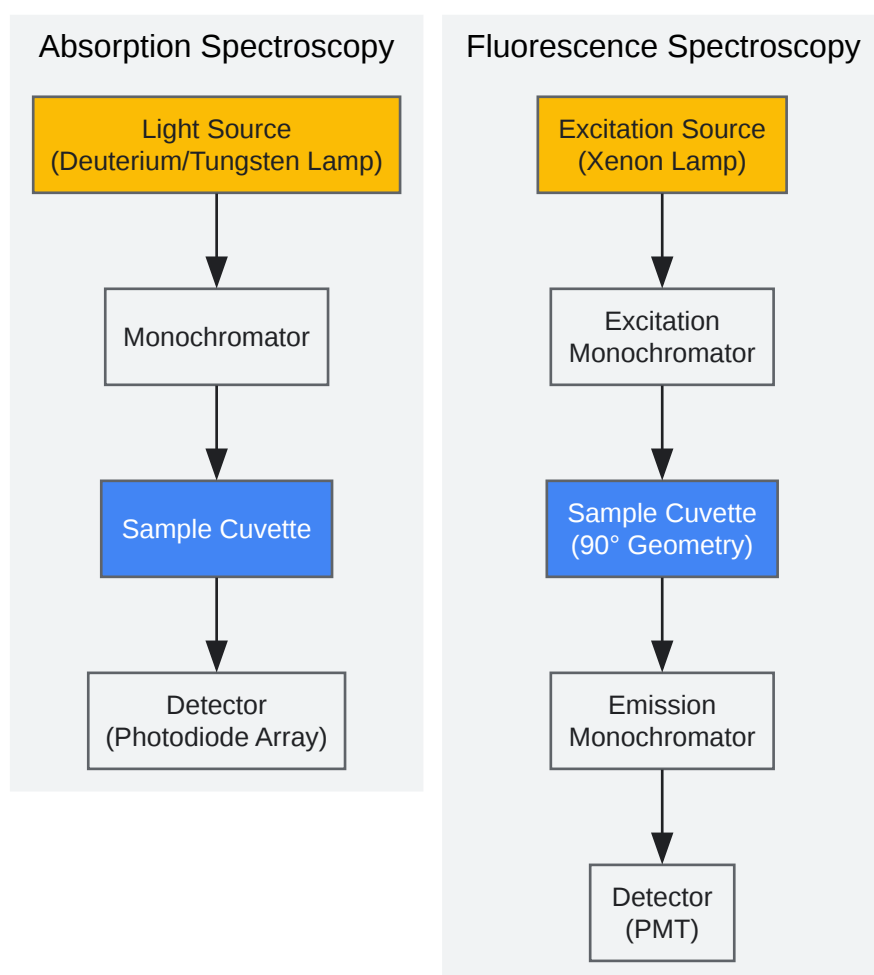 Absorption Spectroscopy
Light Source
(Deuterium/Tungsten Lamp)
Monochromator
Sample Cuvette
Detector
(Photodiode Array)
Fluorescence Spectroscopy
Excitation Source
(Xenon Lamp)
Excitation
Monochromator
Sample Cuvette
(90° Geometry)
Emission
Monochromator
Detector
(PMT)